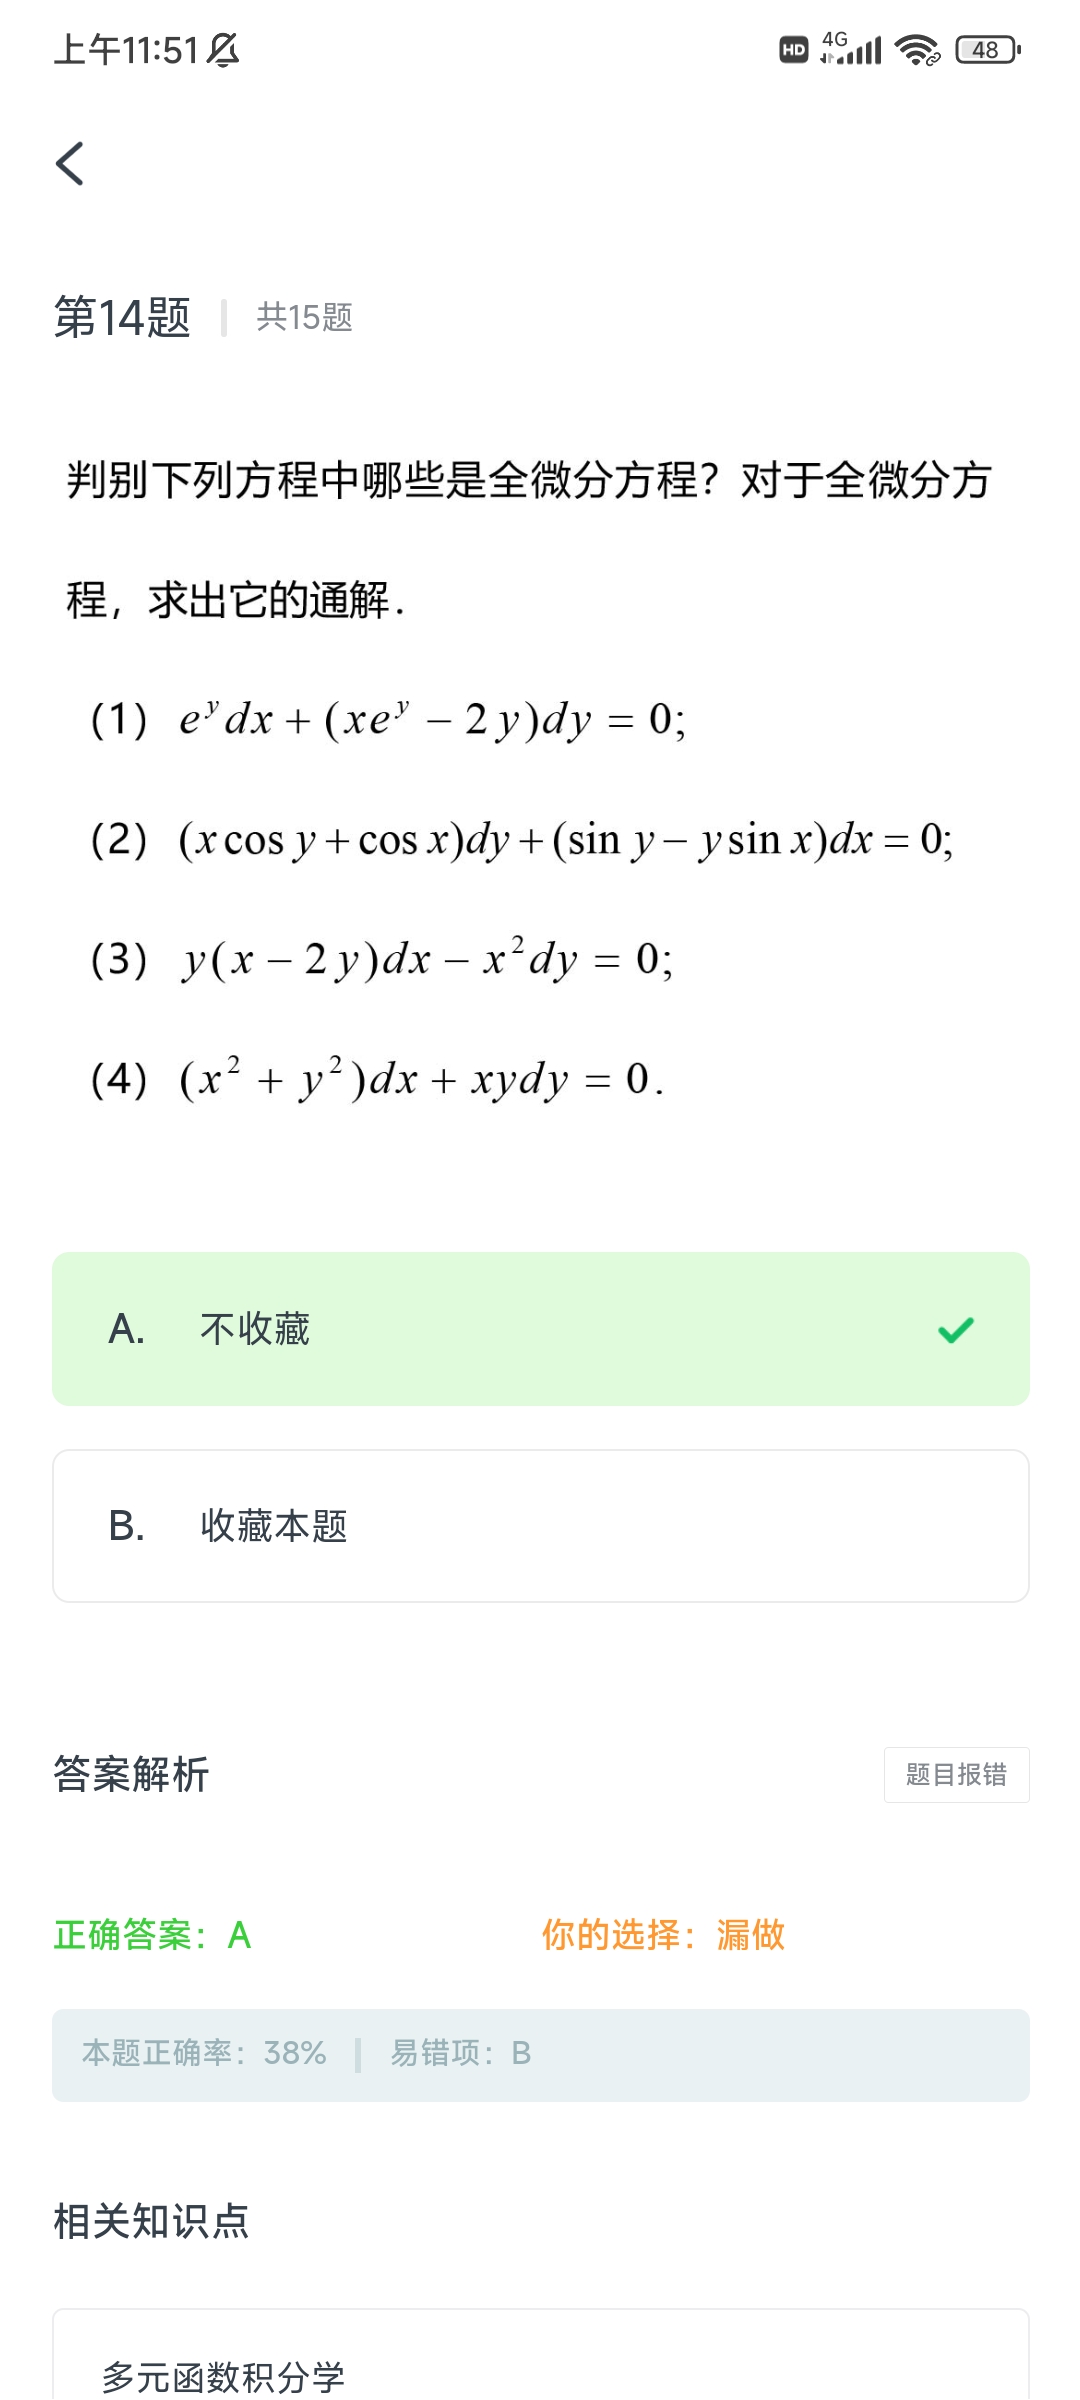 上午11:51
HD 4G 48
第14题 共15题
判别下列方程中哪些是全微分方程？对于全微分方
程，求出它的通解．
（1） e^y dx + (xe^y − 2y)dy = 0;
（2） (x cos y + cos x)dy + (sin y − y sin x)dx = 0;
（3） y(x − 2y)dx − x²dy = 0;
（4） (x² + y²)dx + xydy = 0．
A. 不收藏
B. 收藏本题
答案解析 题目报错
正确答案：A 你的选择：漏做
本题正确率：38% 易错项：B
相关知识点
多元函数积分学